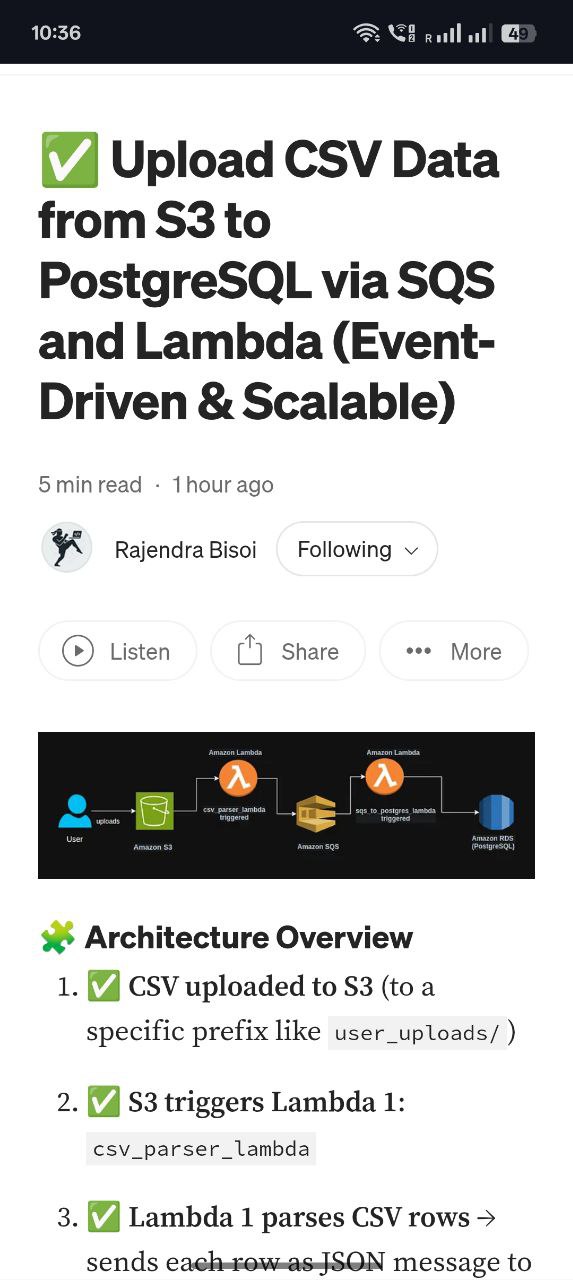 10:36
R
49
✅ Upload CSV Data
from S3 to
PostgreSQL via SQS
and Lambda (Event-
Driven & Scalable)
5 min read · 1 hour ago
Rajendra Bisoi
Following
Listen
Share
More
Amazon Lambda
Amazon Lambda
csv_parser_lambda
triggered
sqs_to_postgres_lambda
triggered
uploads
User
Amazon S3
Amazon SQS
Amazon RDS
(PostgreSQL)
🧩 Architecture Overview
1. ✅ CSV uploaded to S3 (to a
specific prefix like user_uploads/ )
2. ✅ S3 triggers Lambda 1:
csv_parser_lambda
3. ✅ Lambda 1 parses CSV rows →
sends each row as JSON message to